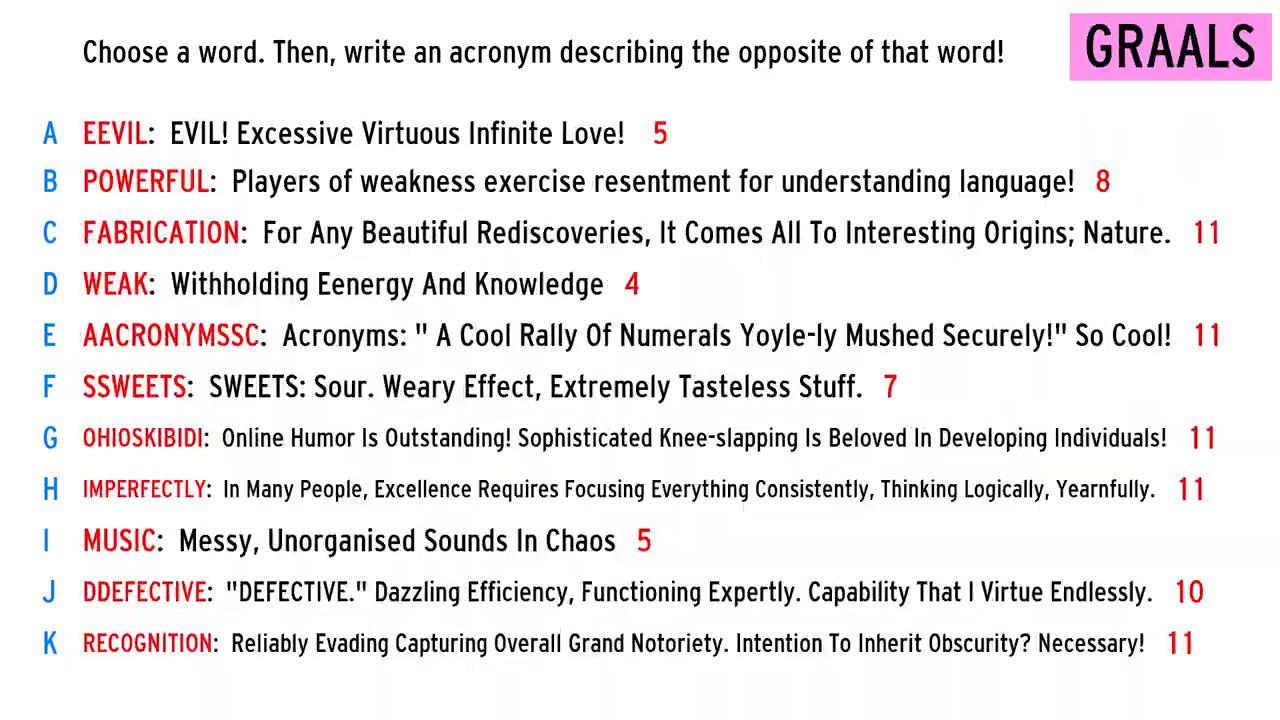 Choose a word. Then, write an acronym describing the opposite of that word!
GRAALS
A EEVIL: EVIL! Excessive Virtuous Infinite Love! 5
B POWERFUL: Players of weakness exercise resentment for understanding language! 8
C FABRICATION: For Any Beautiful Rediscoveries, It Comes All To Interesting Origins; Nature. 11
D WEAK: Withholding Eenergy And Knowledge 4
E AACRONYMSSC: Acronyms: " A Cool Rally Of Numerals Yoyle-ly Mushed Securely!" So Cool! 11
F SSWEETS: SWEETS: Sour. Weary Effect, Extremely Tasteless Stuff. 7
G OHIOSKIBIDI: Online Humor Is Outstanding! Sophisticated Knee-slapping Is Beloved In Developing Individuals! 11
H IMPERFECTLY: In Many People, Excellence Requires Focusing Everything Consistently, Thinking Logically, Yearnfully. 11
I MUSIC: Messy, Unorganised Sounds In Chaos 5
J DDEFECTIVE: "DEFECTIVE." Dazzling Efficiency, Functioning Expertly. Capability That I Virtue Endlessly. 10
K RECOGNITION: Reliably Evading Capturing Overall Grand Notoriety. Intention To Inherit Obscurity? Necessary! 11